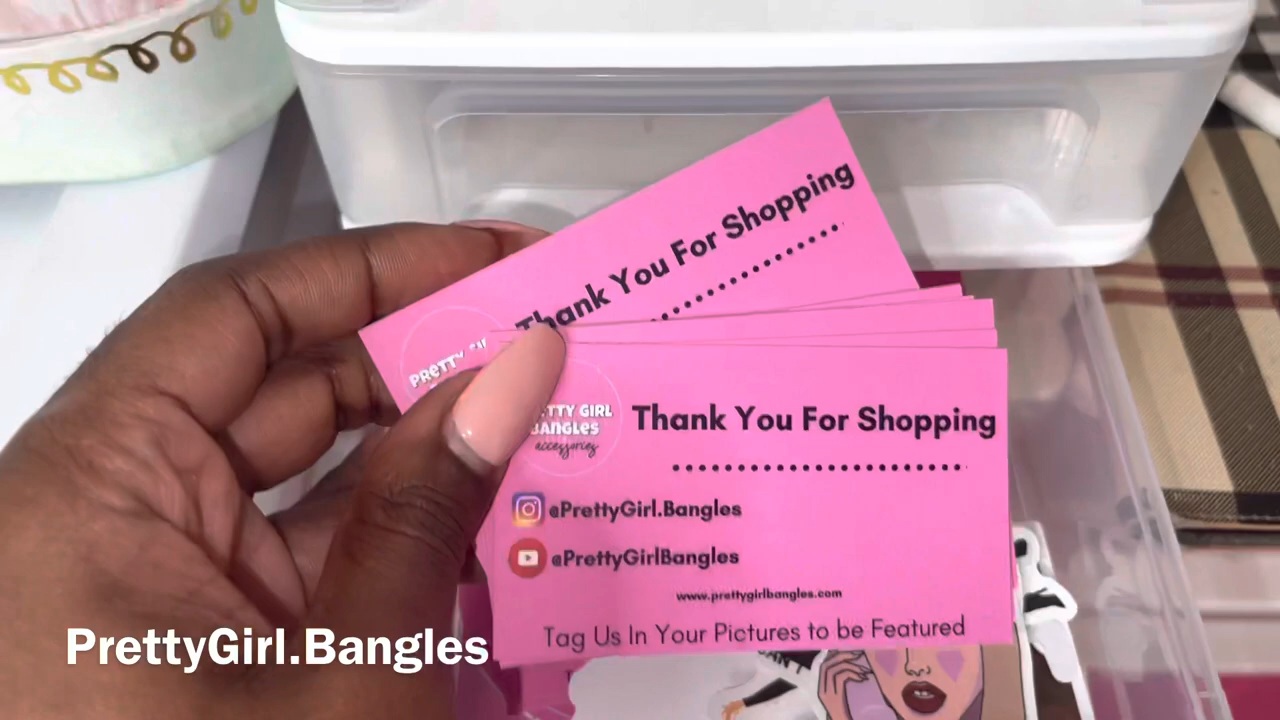 Thank You For Shopping
PRETTY
Thank You For Shopping
TTY GIRL
BANGLES
accessories
@PrettyGirl.Bangles
@PrettyGirlBangles
www.prettygirlbangles.com
Tag Us In Your Pictures to be Featured
PrettyGirl.Bangles